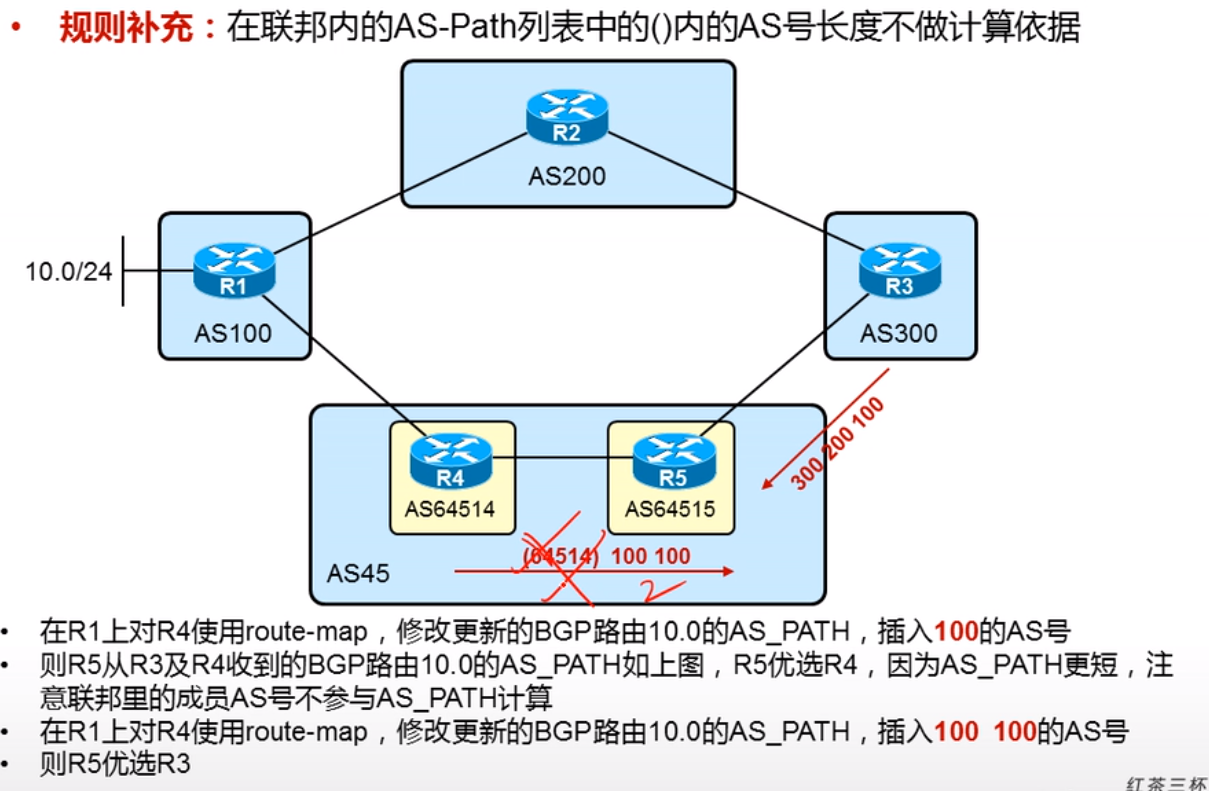 • 规则补充：在联邦内的AS-Path列表中的()内的AS号长度不做计算依据
R2
AS200
10.0/24
R1
AS100
R3
AS300
300 200 100
R4
AS64514
R5
AS64515
(64514) 100 100
2
AS45
• 在R1上对R4使用route-map，修改更新的BGP路由10.0的AS_PATH，插入100的AS号
• 则R5从R3及R4收到的BGP路由10.0的AS_PATH如上图，R5优选R4，因为AS_PATH更短，注
意联邦里的成员AS号不参与AS_PATH计算
• 在R1上对R4使用route-map，修改更新的BGP路由10.0的AS_PATH，插入100 100的AS号
• 则R5优选R3
红茶三杯